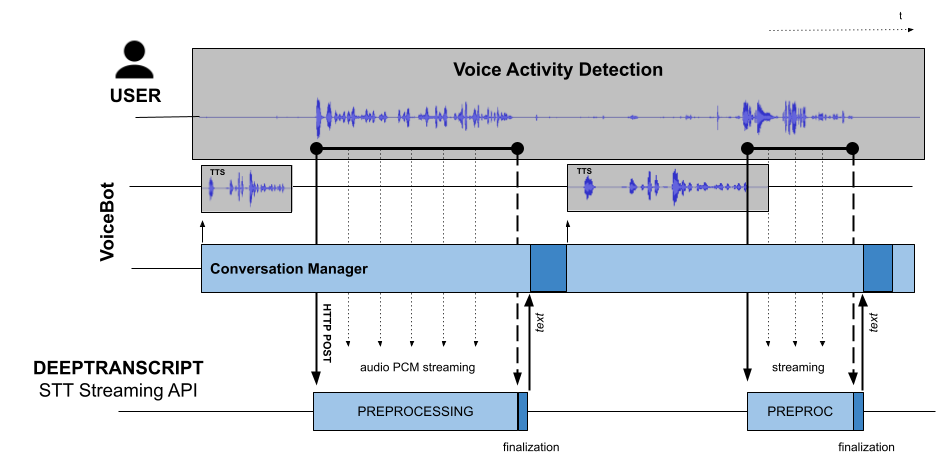 t
Voice Activity Detection
USER
TTS
TTS
VoiceBot
Conversation Manager
HTTP POST
text
text
DEEPTRANSCRIPT
STT Streaming API
audio PCM streaming
streaming
PREPROCESSING
PREPROC
finalization
finalization